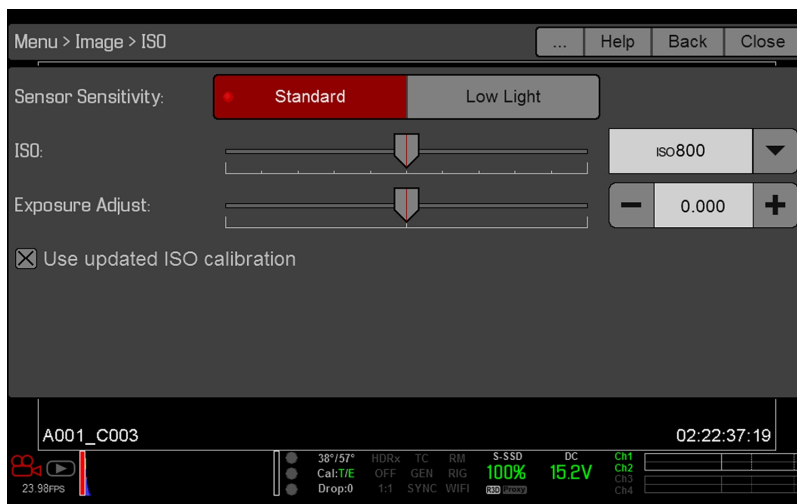 Menu > Image > ISO ... Help Back Close
Sensor Sensitivity: Standard Low Light
ISO: ISO800
Exposure Adjust: 0.000
Use updated ISO calibration
A001_C003 02:22:37:19
38°/57° HDRx TC RM S-SSD DC Ch1
Cal:T/E OFF GEN RIG 100% 15.2V Ch2
23.98FPS Drop:0 1:1 SYNC WIFI R3D Proxy Ch3
Ch4